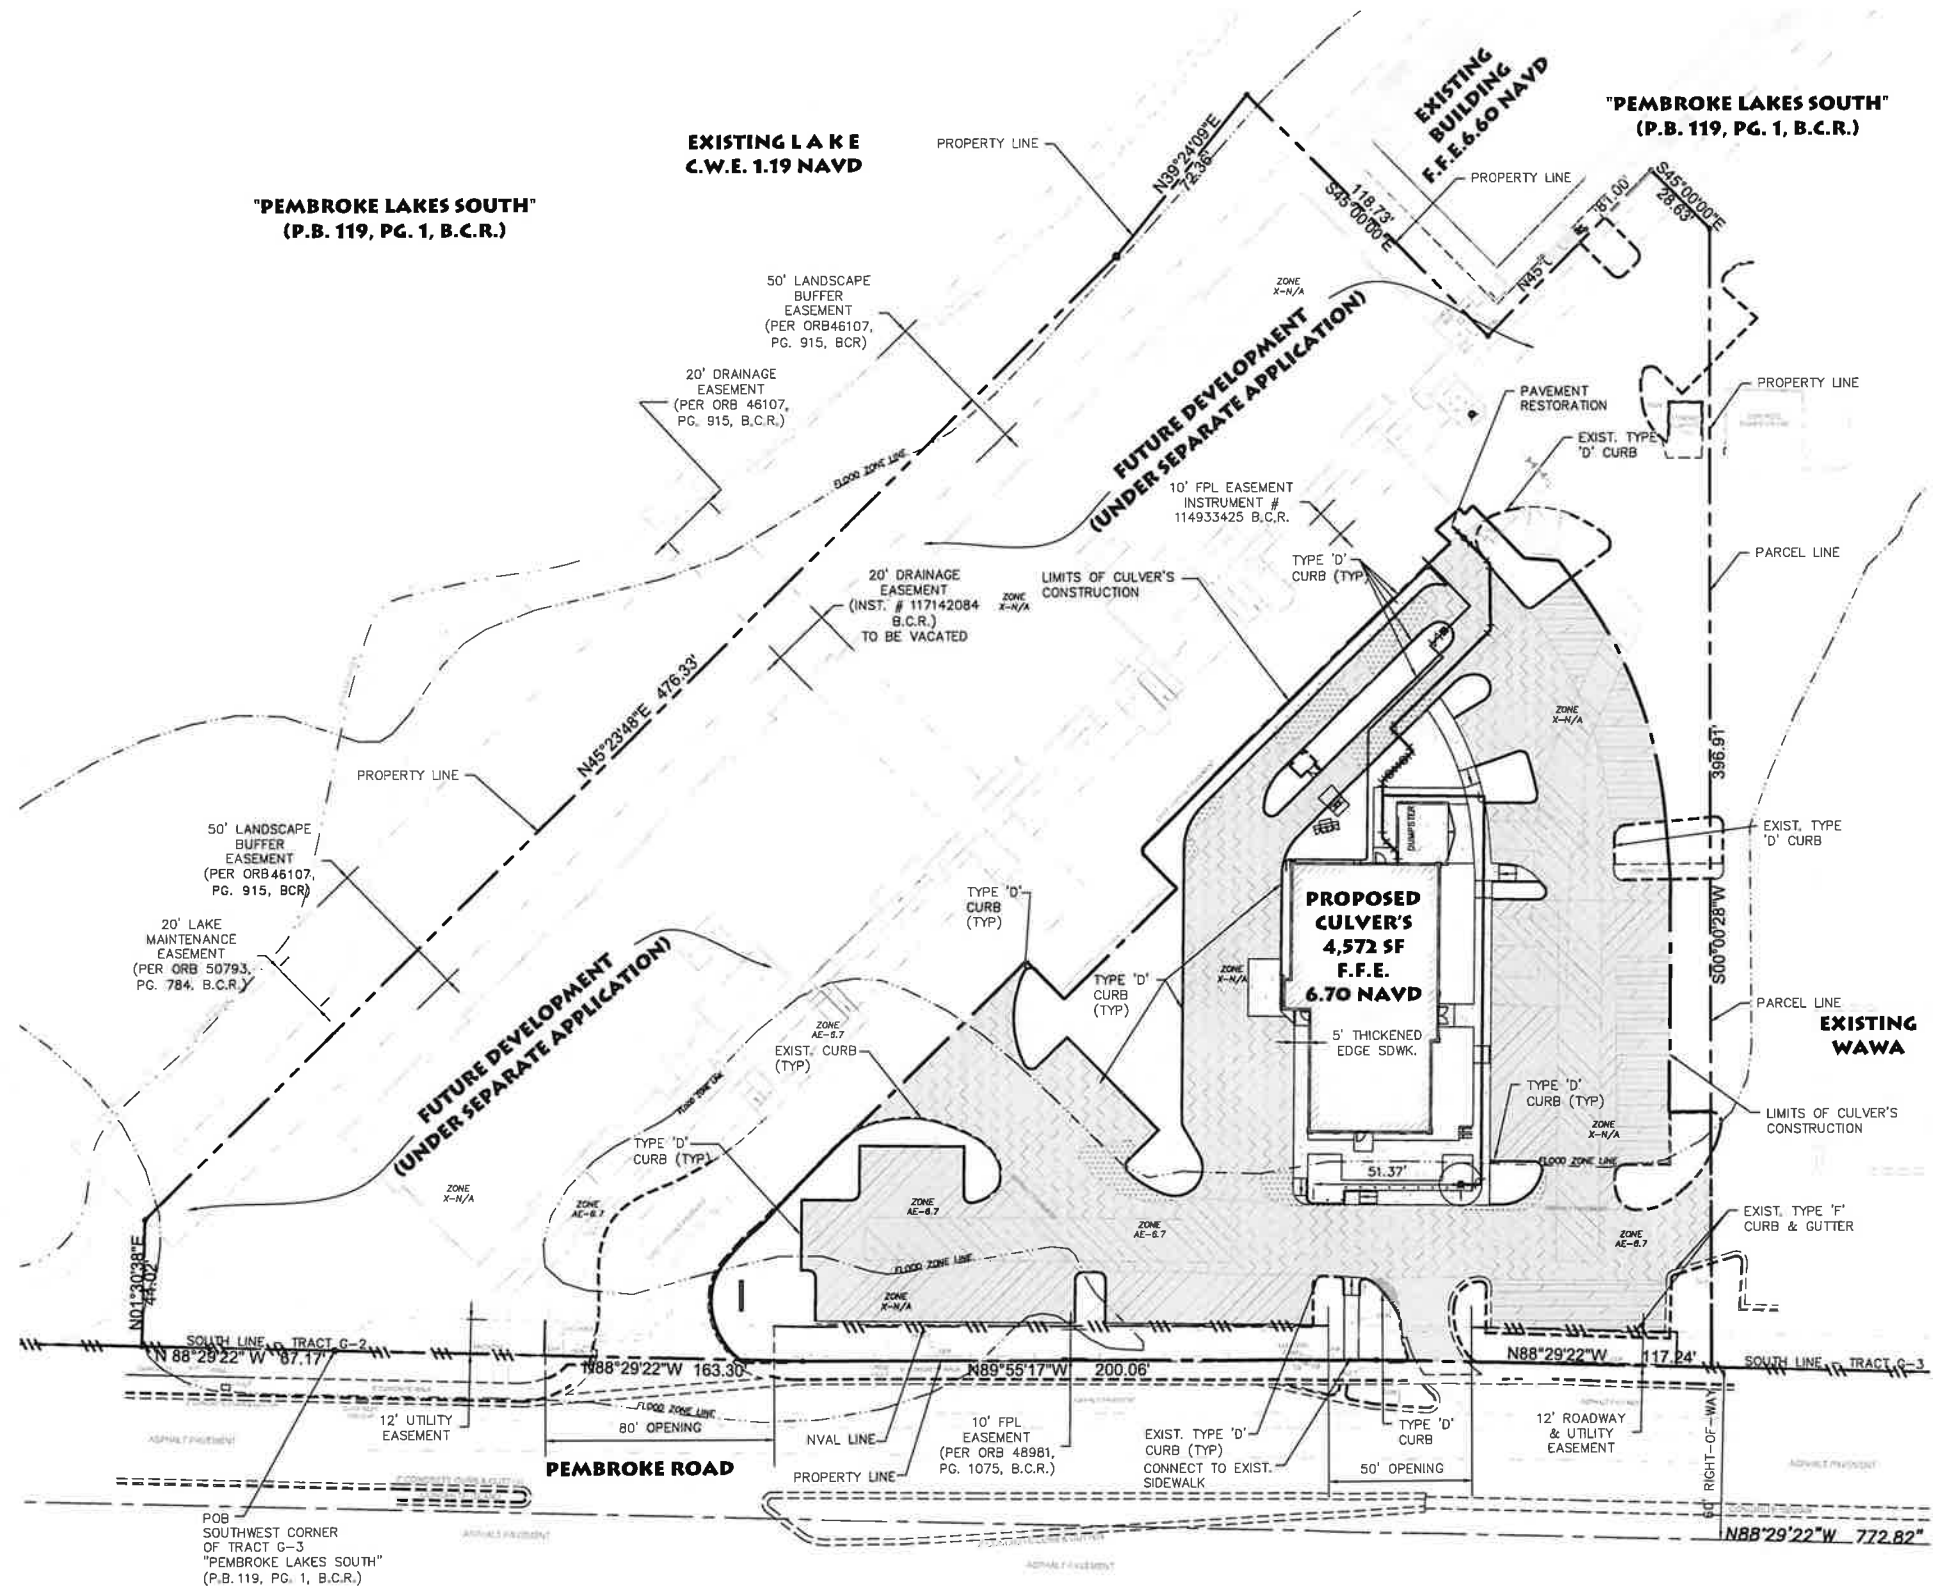 EXISTING
BUILDING
F.F.E.6.60 NAVD
"PEMBROKE LAKES SOUTH"
(P.B. 119, PG. 1, B.C.R.)
EXISTING L A K E
C.W.E. 1.19 NAVD
PROPERTY LINE
N39°24'09"E
72.36'
"PEMBROKE LAKES SOUTH"
(P.B. 119, PG. 1, B.C.R.)
118.73'
S45°00'00"E
PROPERTY LINE
S45°00'00"E
28.63'
81.00'
50' LANDSCAPE
BUFFER
EASEMENT
(PER ORB46107,
PG. 915, BCR)
ZONE
X-N/A
20' DRAINAGE
EASEMENT
(PER ORB 46107,
PG. 915, B.C.R.)
FUTURE DEVELOPMENT
(UNDER SEPARATE APPLICATION)
PAVEMENT
RESTORATION
PROPERTY LINE
EXIST. TYPE
'D' CURB
FLOOD ZONE LINE
10' FPL EASEMENT
INSTRUMENT #
114933425 B.C.R.
PARCEL LINE
TYPE 'D'
CURB (TYP)
LIMITS OF CULVER'S
CONSTRUCTION
20' DRAINAGE
EASEMENT
(INST. # 117142084
B.C.R.)
TO BE VACATED
ZONE
X-N/A
N45°23'48"E 476.33'
ZONE
X-N/A
396.91'
S00°00'28"W
PROPERTY LINE
50' LANDSCAPE
BUFFER
EASEMENT
(PER ORB46107,
PG. 915, BCR)
20' LAKE
MAINTENANCE
EASEMENT
(PER ORB 50793,
PG. 784, B.C.R.)
DUMPSTER
EXIST. TYPE
'D' CURB
TYPE 'D'
CURB
(TYP)
PROPOSED
CULVER'S
4,572 SF
F.F.E.
6.70 NAVD
5' THICKENED
EDGE SDWK.
ZONE
X-N/A
TYPE 'D'
CURB
(TYP)
PARCEL LINE
EXISTING
WAWA
FUTURE DEVELOPMENT
(UNDER SEPARATE APPLICATION)
ZONE
AE-6.7
EXIST. CURB
(TYP)
FLOOD ZONE LINE
TYPE 'D'
CURB (TYP)
LIMITS OF CULVER'S
CONSTRUCTION
ZONE
X-N/A
TYPE 'D'
CURB (TYP)
FLOOD ZONE LINE
51.37'
ZONE
X-N/A
ZONE
AE-6.7
ZONE
AE-6.7
ZONE
AE-6.7
ZONE
AE-6.7
EXIST. TYPE 'F'
CURB & GUTTER
FLOOD ZONE LINE
ZONE
X-N/A
N01°30'38"E
44.02'
SOUTH LINE TRACT G-2
N 88°29'22" W 87.17'
N88°29'22"W 163.30'
N89°55'17"W 200.06'
N88°29'22"W 117.24'
SOUTH LINE TRACT G-3
FLOOD ZONE LINE
12' UTILITY
EASEMENT
80' OPENING
PEMBROKE ROAD
NVAL LINE
PROPERTY LINE
10' FPL
EASEMENT
(PER ORB 48981,
PG. 1075, B.C.R.)
EXIST. TYPE 'D'
CURB (TYP)
CONNECT TO EXIST.
SIDEWALK
TYPE 'D'
CURB
50' OPENING
12' ROADWAY
& UTILITY
EASEMENT
60' RIGHT-OF-WAY
ASPHALT PAVEMENT
ASPHALT PAVEMENT
ASPHALT PAVEMENT
ASPHALT PAVEMENT
N88°29'22"W 772.82"
POB
SOUTHWEST CORNER
OF TRACT G-3
"PEMBROKE LAKES SOUTH"
(P.B. 119, PG. 1, B.C.R.)